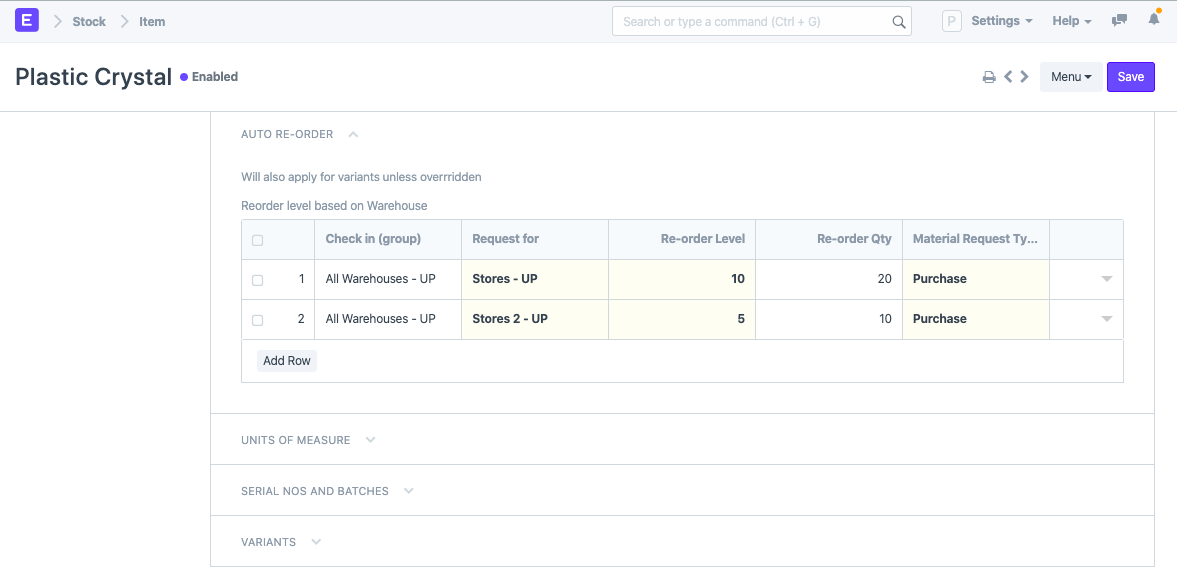 E Stock Item Search or type a command (Ctrl + G) P Settings Help
Plastic Crystal Enabled Menu Save
AUTO RE-ORDER
Will also apply for variants unless overrridden
Reorder level based on Warehouse
Check in (group) Request for Re-order Level Re-order Qty Material Request Ty...
1 All Warehouses - UP Stores - UP 10 20 Purchase
2 All Warehouses - UP Stores 2 - UP 5 10 Purchase
Add Row
UNITS OF MEASURE
SERIAL NOS AND BATCHES
VARIANTS